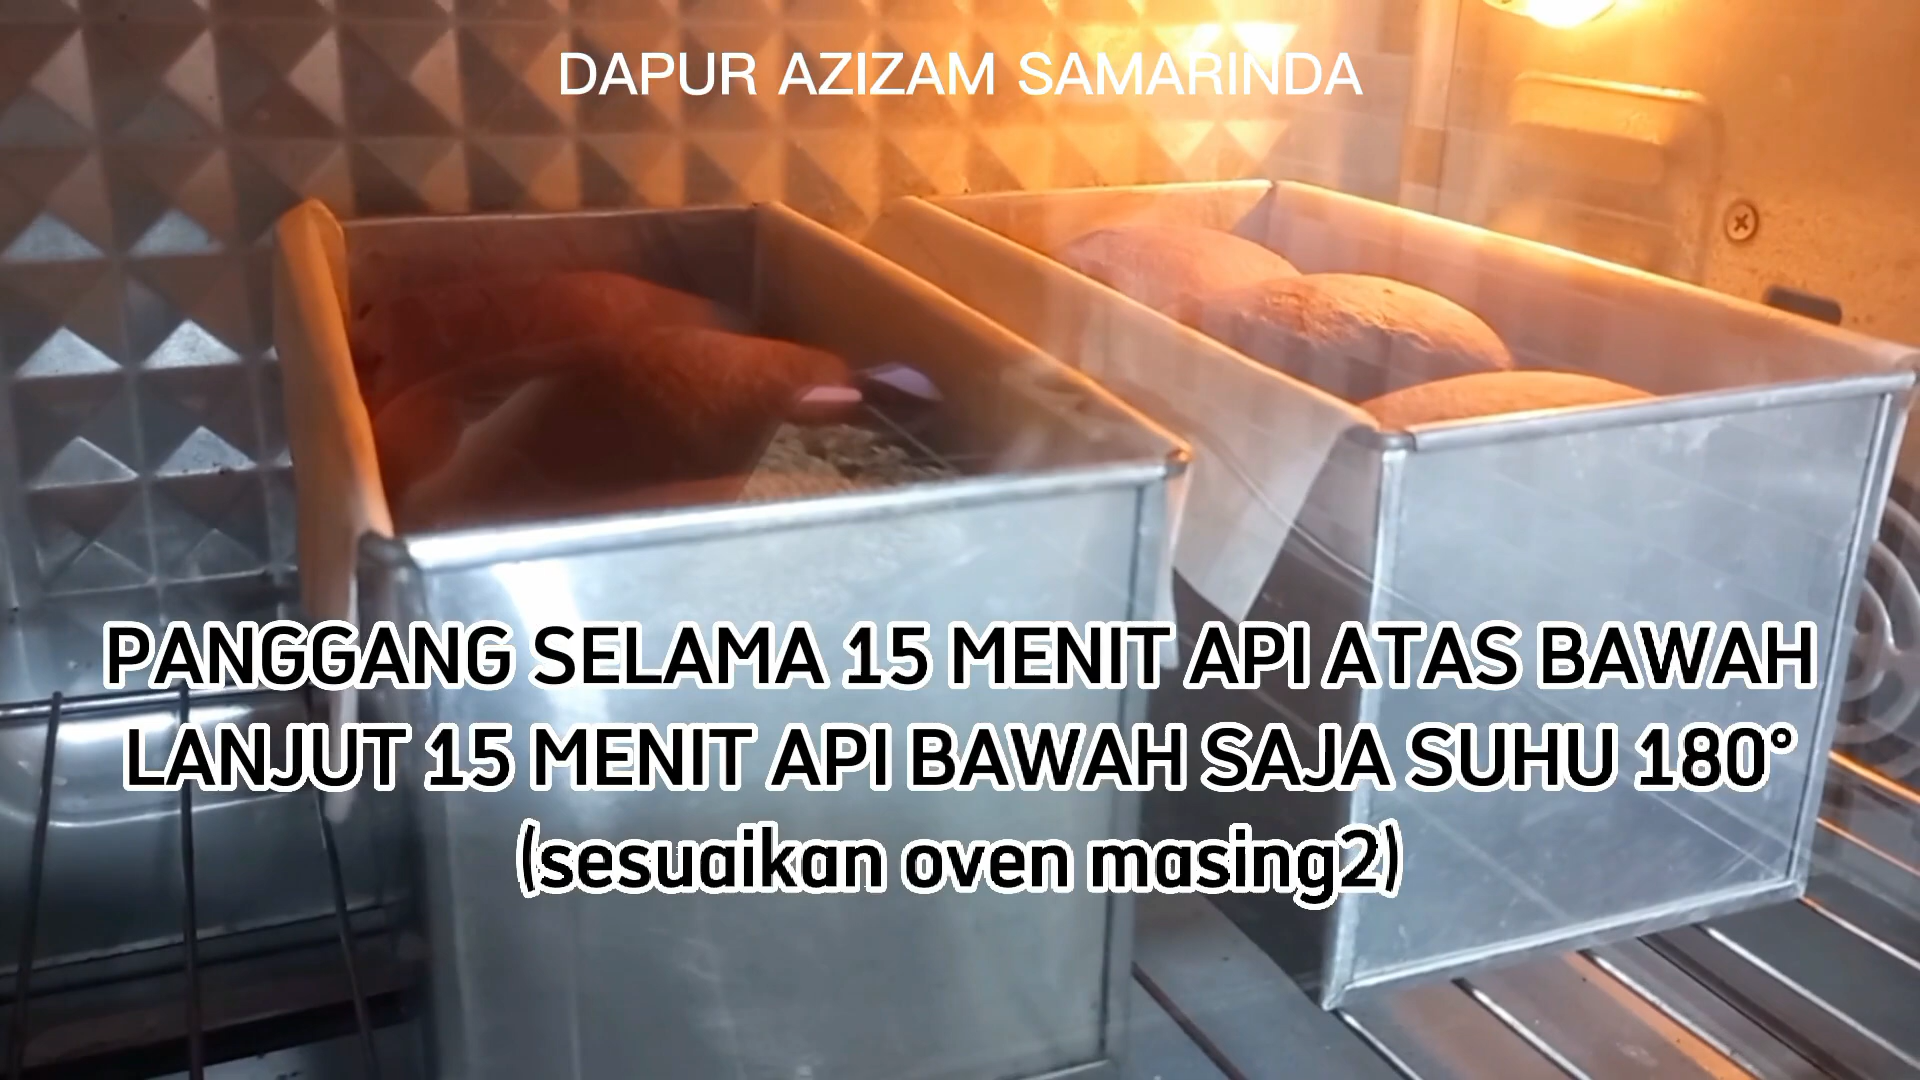 DAPUR AZIZAM SAMARINDA
PANGGANG SELAMA 15 MENIT API ATAS BAWAH
LANJUT 15 MENIT API BAWAH SAJA SUHU 180°
(sesuaikan oven masing2)